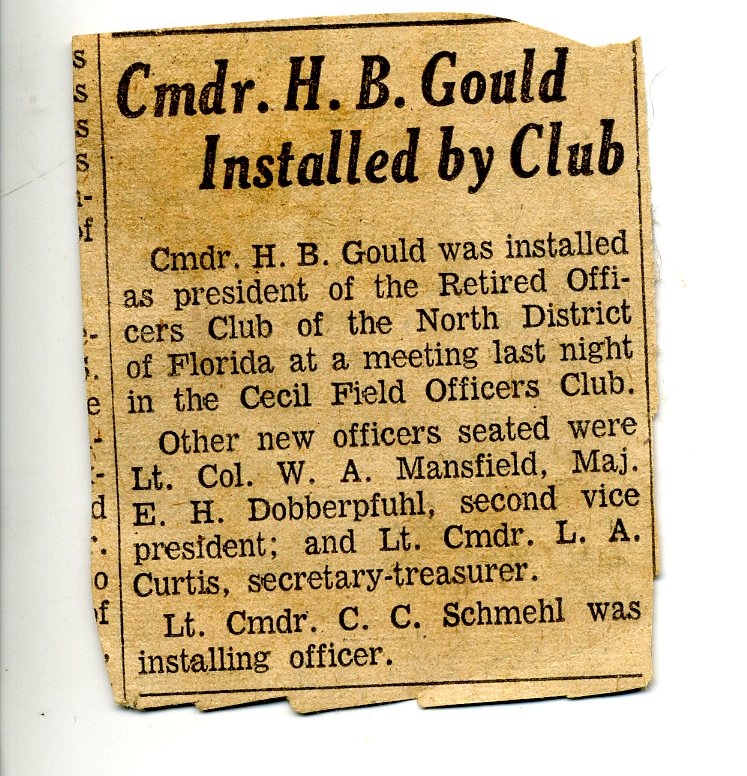 Cmdr. H. B. Gould
Installed by Club
Cmdr. H. B. Gould was installed
as president of the Retired Offi-
cers Club of the North District
of Florida at a meeting last night
in the Cecil Field Officers Club.
Other new officers seated were
Lt. Col. W. A. Mansfield, Maj.
E. H. Dobberpfuhl, second vice
president; and Lt. Cmdr. L. A.
Curtis, secretary-treasurer.
Lt. Cmdr. C. C. Schmehl was
installing officer.